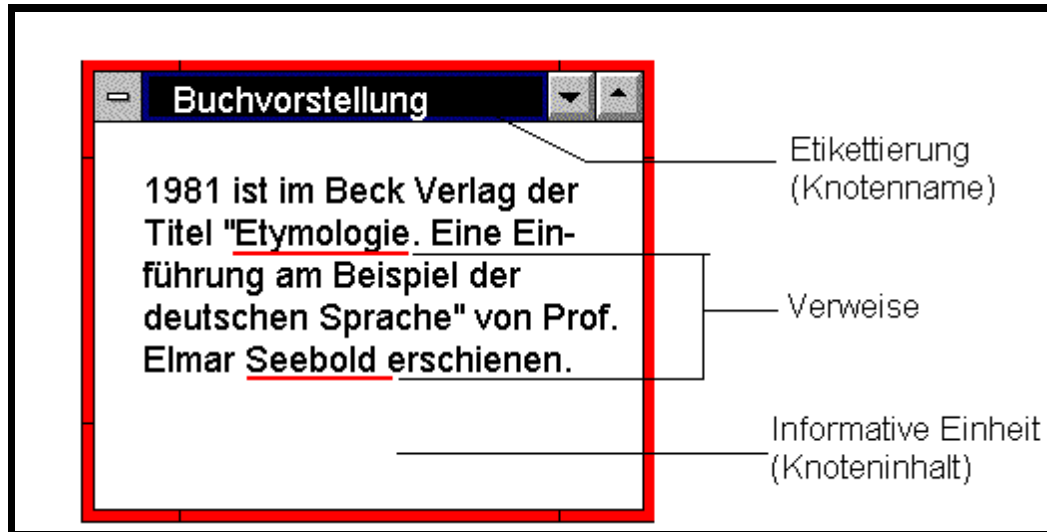 Buchvorstellung
1981 ist im Beck Verlag der
Titel "Etymologie. Eine Ein-
führung am Beispiel der
deutschen Sprache" von Prof.
Elmar Seebold erschienen.
Etikettierung
(Knotenname)
Verweise
Informative Einheit
(Knoteninhalt)